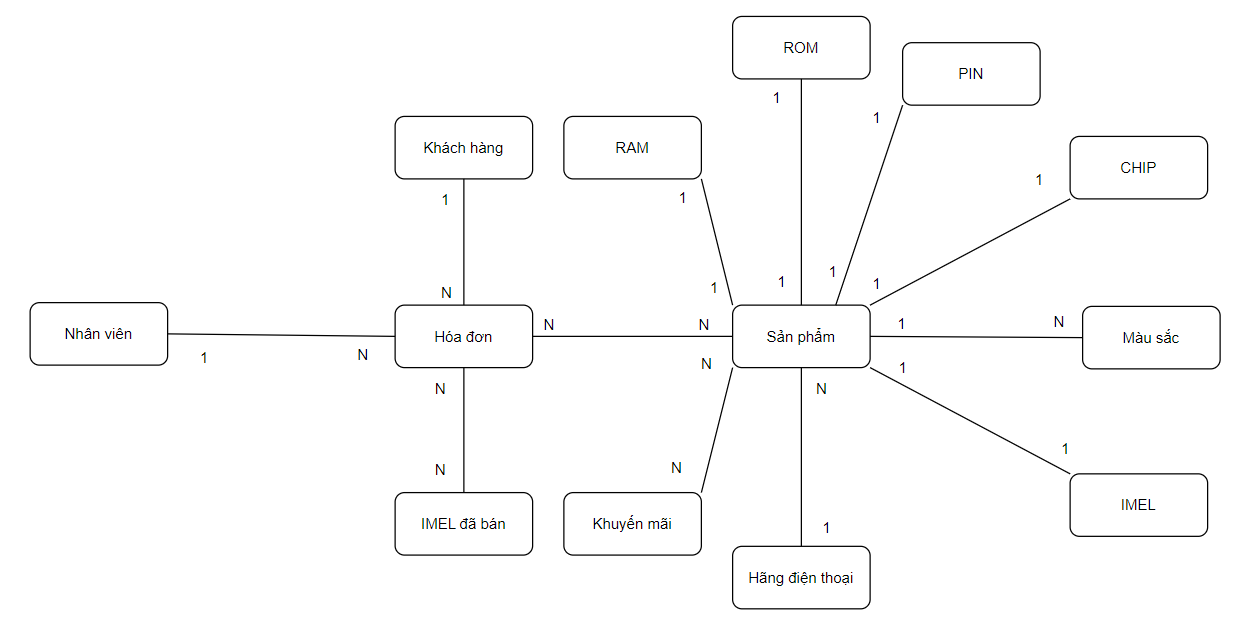 ROM
PIN
1
1
Khách hàng
RAM
CHIP
1
1
1
1
1
1
1
1
N
Nhân viên
Hóa đơn
N
N
Sản phẩm
1
N
Màu sắc
1
N
N
1
N
N
N
N
1
IMEL đã bán
Khuyến mãi
1
IMEL
Hãng điện thoại